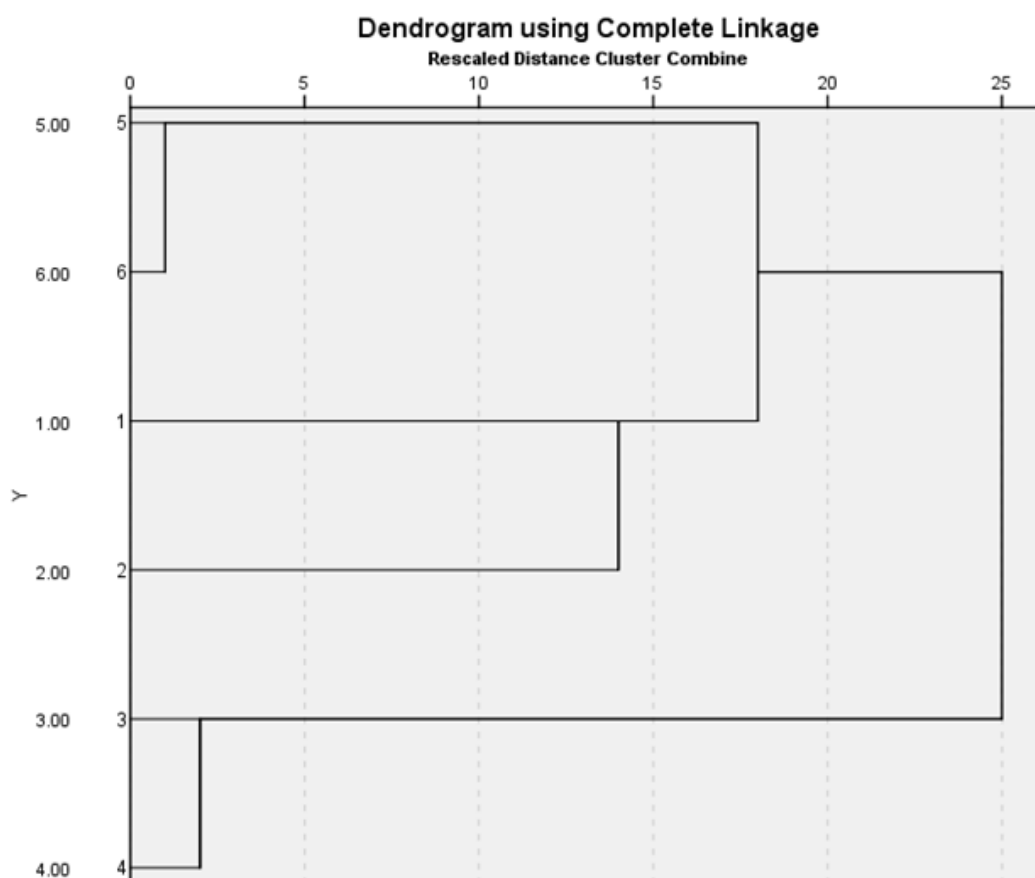 Dendrogram using Complete Linkage
Rescaled Distance Cluster Combine
0 5 10 15 20 25
5.00 5
6.00 6
1.00 1
Y
2.00 2
3.00 3
4.00 4